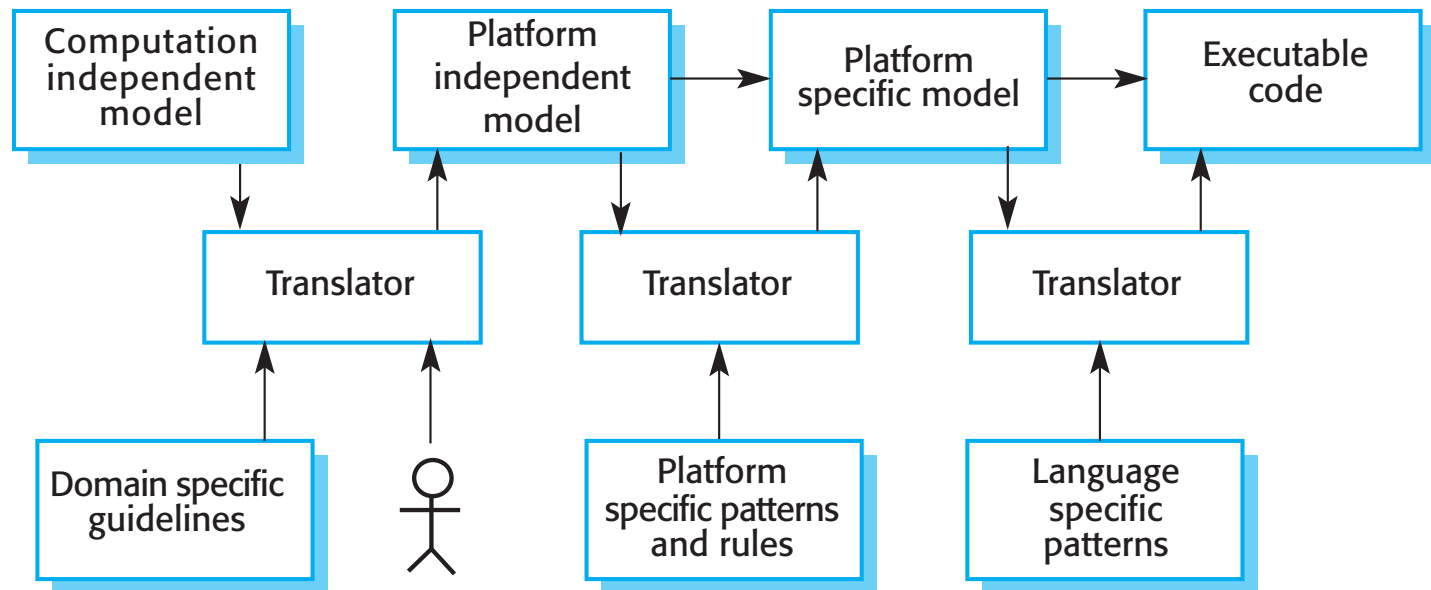 Computation
independent
model
Platform
independent
model
Platform
specific model
Executable
code
Translator
Translator
Translator
Domain specific
guidelines
Platform
specific patterns
and rules
Language
specific
patterns